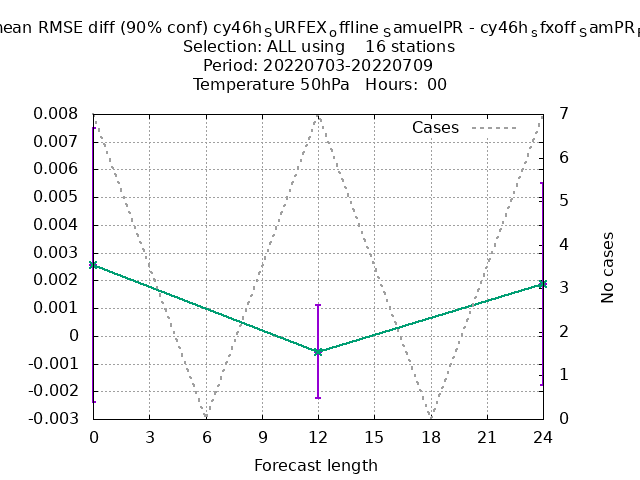 nean RMSE diff (90% conf) cy46h_SURFEX_offline_SamuelPR - cy46h_sfxoff_SamPR
Selection: ALL using 16 stations
Period: 20220703-20220709
Temperature 50hPa Hours: 00
Cases
0.008
0.007
0.006
0.005
0.004
0.003
0.002
0.001
0
-0.001
-0.002
-0.003
7
6
5
4
3
2
1
0
No cases
0 3 6 9 12 15 18 21 24
Forecast length